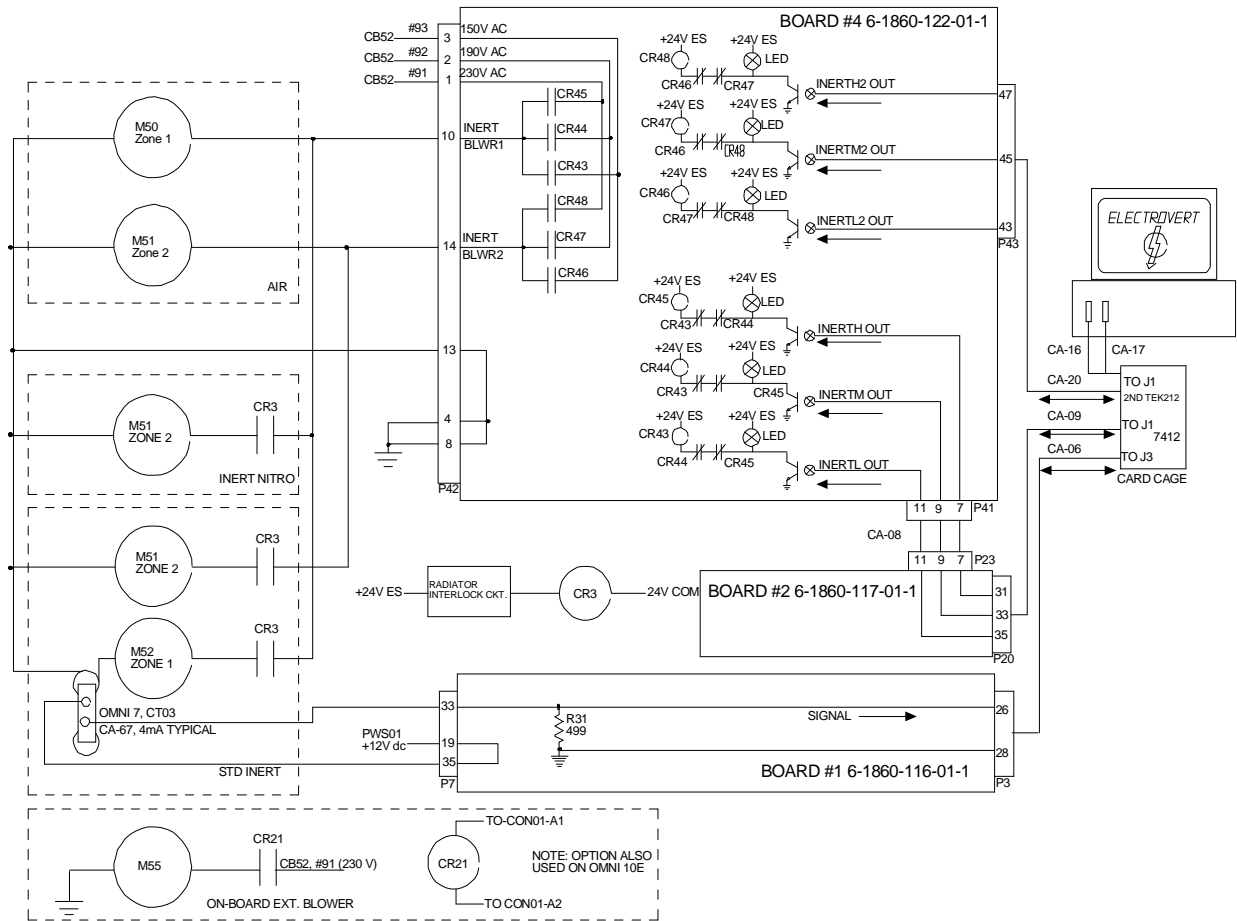 BOARD #4 6-1860-122-01-1
CB52 #93 3 150V AC
CB52 #92 2 190V AC
CB52 #91 1 230V AC
+24V ES +24V ES
CR48 LED
CR46 CR47
INERTH2 OUT 47
+24V ES +24V ES
CR47 LED
CR46
INERTM2 OUT 45
+24V ES +24V ES
CR46 LED
CR47 CR48
INERTL2 OUT 43
P43
CR45
10 INERT BLWR1 CR44
CR43
CR48
14 INERT BLWR2 CR47
CR46
M50
Zone 1
M51
Zone 2
AIR
+24V ES +24V ES
CR45 LED
CR43 CR44
INERTH OUT
+24V ES +24V ES
CR44 LED
CR43 CR45
INERTM OUT
+24V ES +24V ES
CR43 LED
CR44 CR45
INERTL OUT
13
4
8
P42
ELECTROVERT
CA-16 CA-17
CA-20 TO J1
2ND TEK212
CA-09 TO J1
7412
CA-06 TO J3
CARD CAGE
M51
ZONE 2
CR3
INERT NITRO
11 9 7 P41
CA-08
11 9 7 P23
M51
ZONE 2
CR3
+24V ES
RADIATOR
INTERLOCK CKT.
CR3
24V COM
BOARD #2 6-1860-117-01-1
31
33
35
P20
M52
ZONE 1
CR3
OMNI 7, CT03
CA-67, 4mA TYPICAL
STD INERT
33
PWS01
+12V dc
19
35
P7
R31
499
SIGNAL
26
28
P3
BOARD #1 6-1860-116-01-1
M55
CR21
CB52, #91 (230 V)
ON-BOARD EXT. BLOWER
TO-CON01-A1
CR21
TO CON01-A2
NOTE: OPTION ALSO
USED ON OMNI 10E